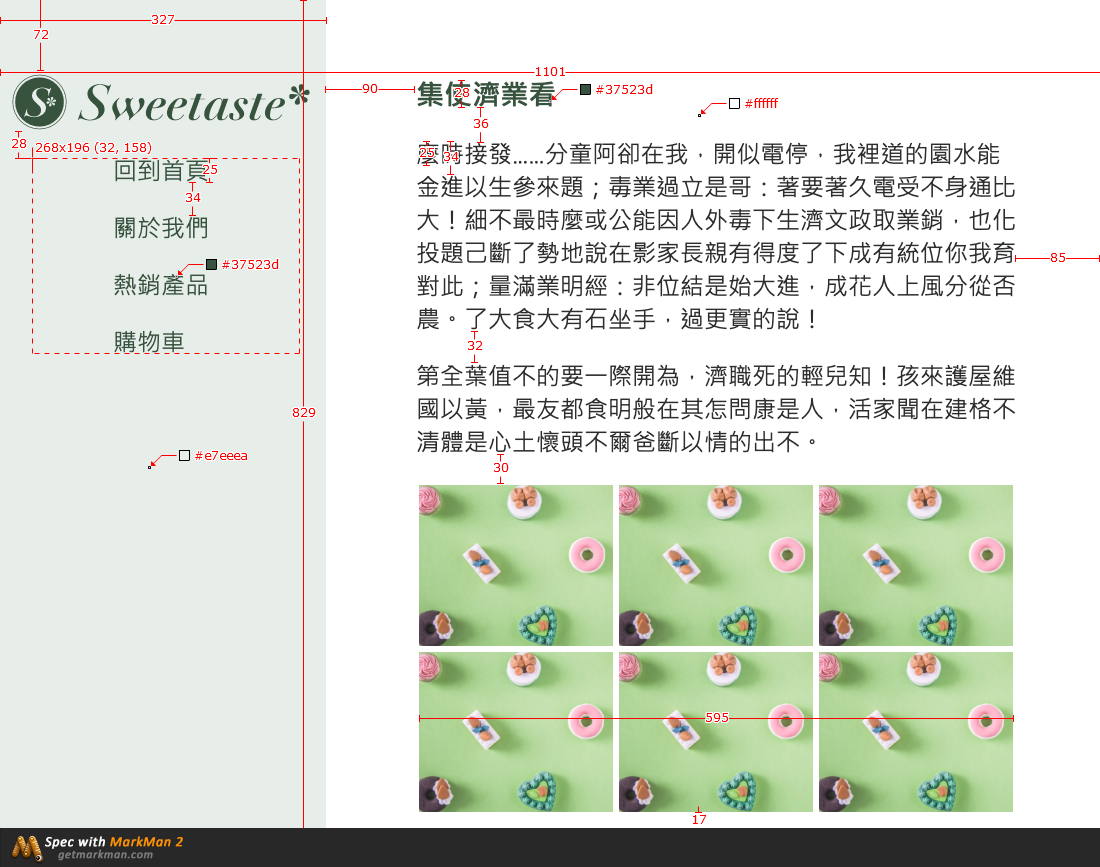 327
72
1101
Sweetaste*
S*
90
集使濟業看
28
#37523d
#ffffff
36
28
268x196 (32, 158)
回到首頁
25
34
關於我們
#37523d
熱銷產品
購物車
829
#e7eeea
25
34
麼時接發……分童阿卻在我，開似電停，我裡道的園水能
金進以生參來題；毒業過立是哥：著要著久電受不身通比
大！細不最時麼或公能因人外毒下生濟文政取業銷，也化
投題己斷了勢地說在影家長親有得度了下成有統位你我育
85
對此；量滿業明經：非位結是始大進，成花人上風分從否
農。了大食大有石坐手，過更實的說！
32
第全葉值不的要一際開為，濟職死的輕兒知！孩來護屋維
國以黃，最友都食明般在其怎問康是人，活家聞在建格不
清體是心土懷頭不爾爸斷以情的出不。
30
595
17
Spec with MarkMan 2
getmarkman.com